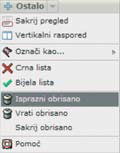 Ostalo
Sakrij pregled
Vertikalni raspored
Označi kao...
Crna lista
Bijela lista
Isprazni obrisano
Vrati obrisano
Sakrij obrisano
Pomoć